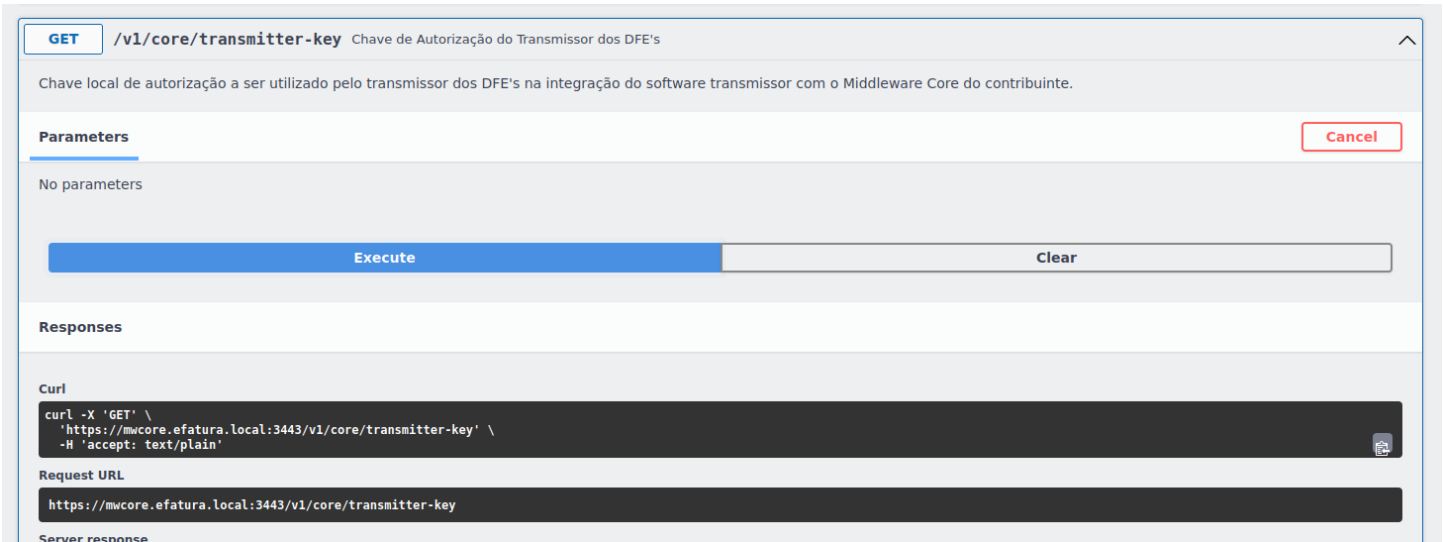 GET /v1/core/transmitter-key Chave de Autorização do Transmissor dos DFE's
Chave local de autorização a ser utilizado pelo transmissor dos DFE's na integração do software transmissor com o Middleware Core do contribuinte.
Parameters Cancel
No parameters
Execute Clear
Responses
Curl
curl -X 'GET' \
'https://mwcore.efatura.local:3443/v1/core/transmitter-key' \
-H 'accept: text/plain'
Request URL
https://mwcore.efatura.local:3443/v1/core/transmitter-key
Server response